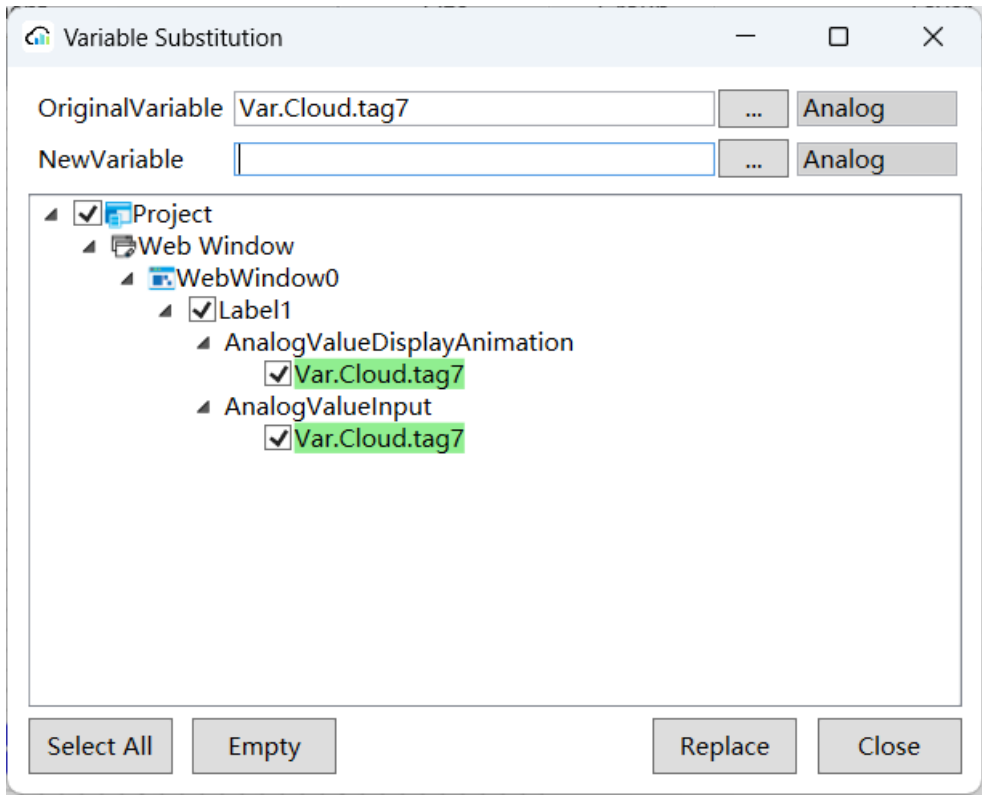 Variable Substitution
OriginalVariable Var.Cloud.tag7 ... Analog
NewVariable ... Analog
Project
Web Window
WebWindow0
Label1
AnalogValueDisplayAnimation
Var.Cloud.tag7
AnalogValueInput
Var.Cloud.tag7
Select All Empty Replace Close